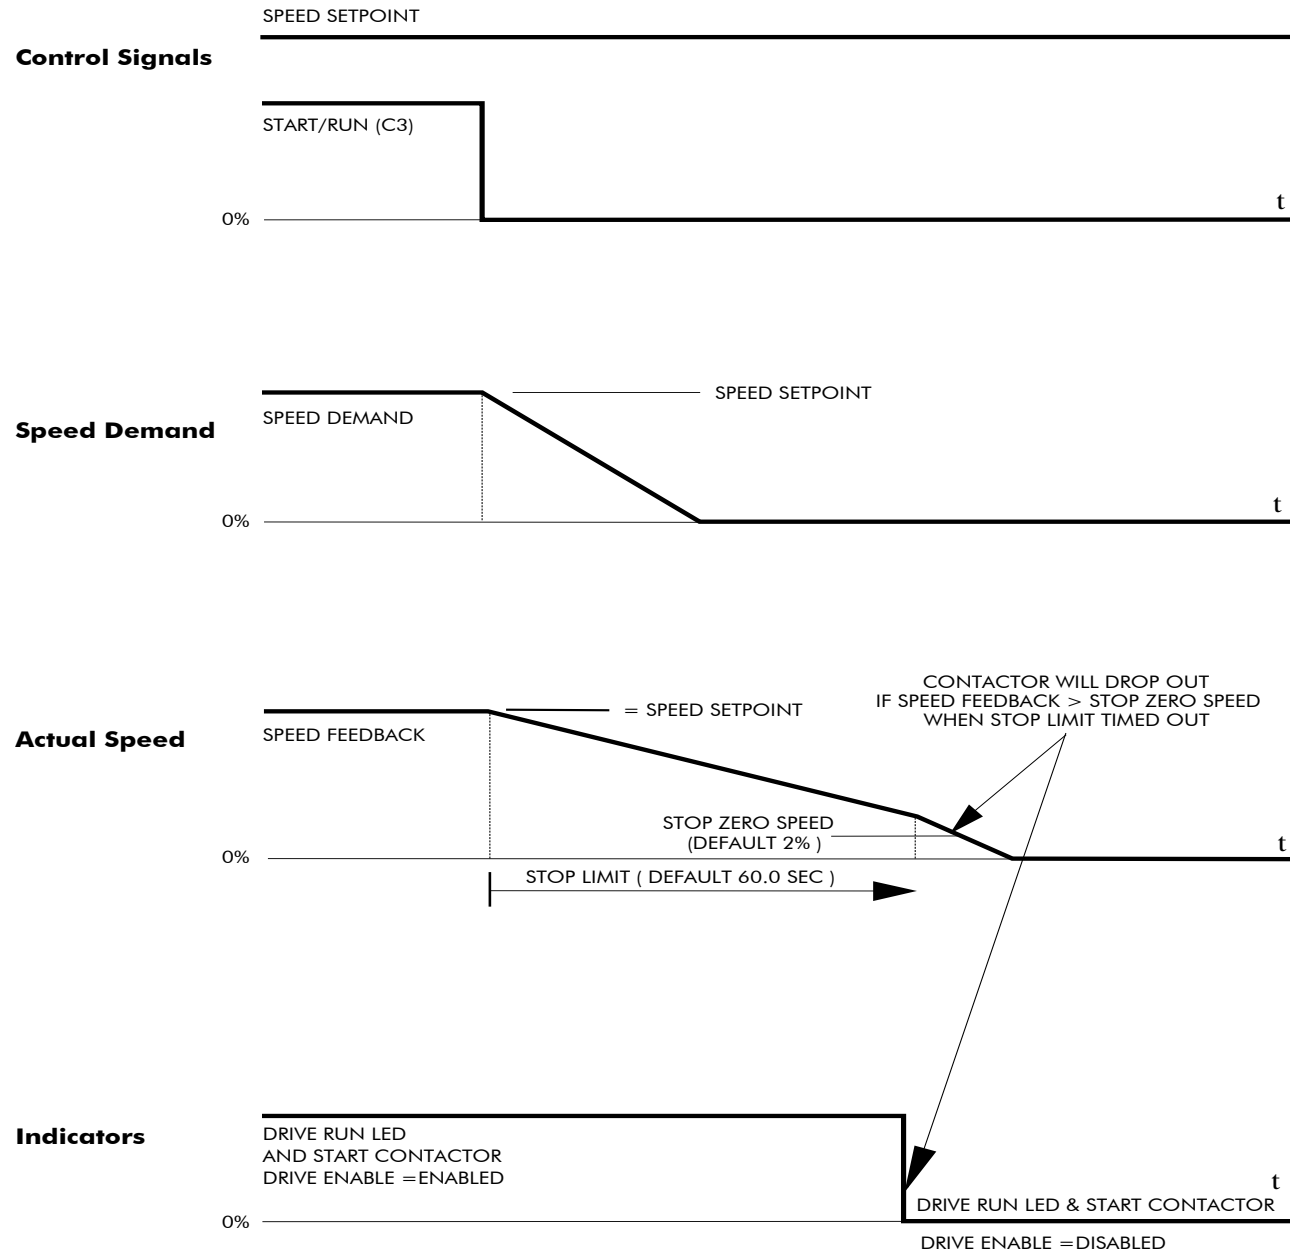 SPEED SETPOINT
Control Signals
START/RUN (C3)
t
0%
SPEED SETPOINT
SPEED DEMAND
Speed Demand
t
0%
CONTACTOR WILL DROP OUT
IF SPEED FEEDBACK > STOP ZERO SPEED
WHEN STOP LIMIT TIMED OUT
= SPEED SETPOINT
SPEED FEEDBACK
Actual Speed
STOP ZERO SPEED
(DEFAULT 2% )
t
0%
STOP LIMIT ( DEFAULT 60.0 SEC )
Indicators
DRIVE RUN LED
AND START CONTACTOR
DRIVE ENABLE =ENABLED
t
DRIVE RUN LED & START CONTACTOR
0%
DRIVE ENABLE =DISABLED